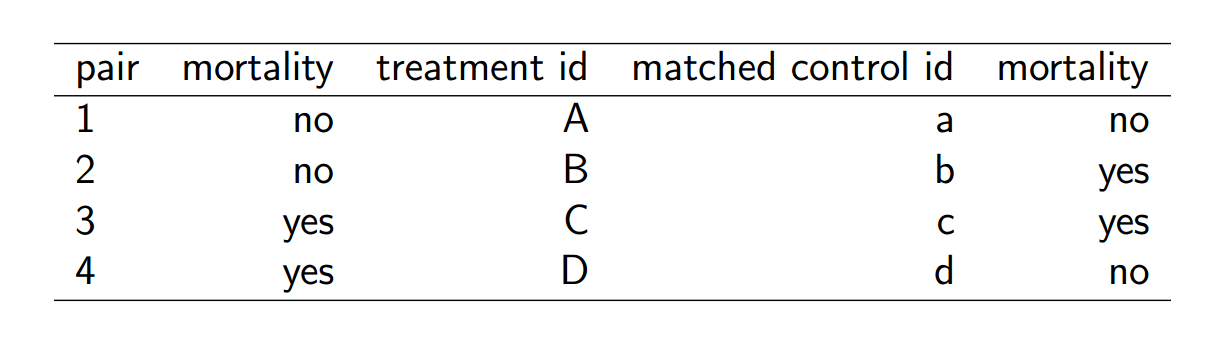 pair mortality treatment id matched control id mortality
1 no A a no
2 no B b yes
3 yes C c yes
4 yes D d no